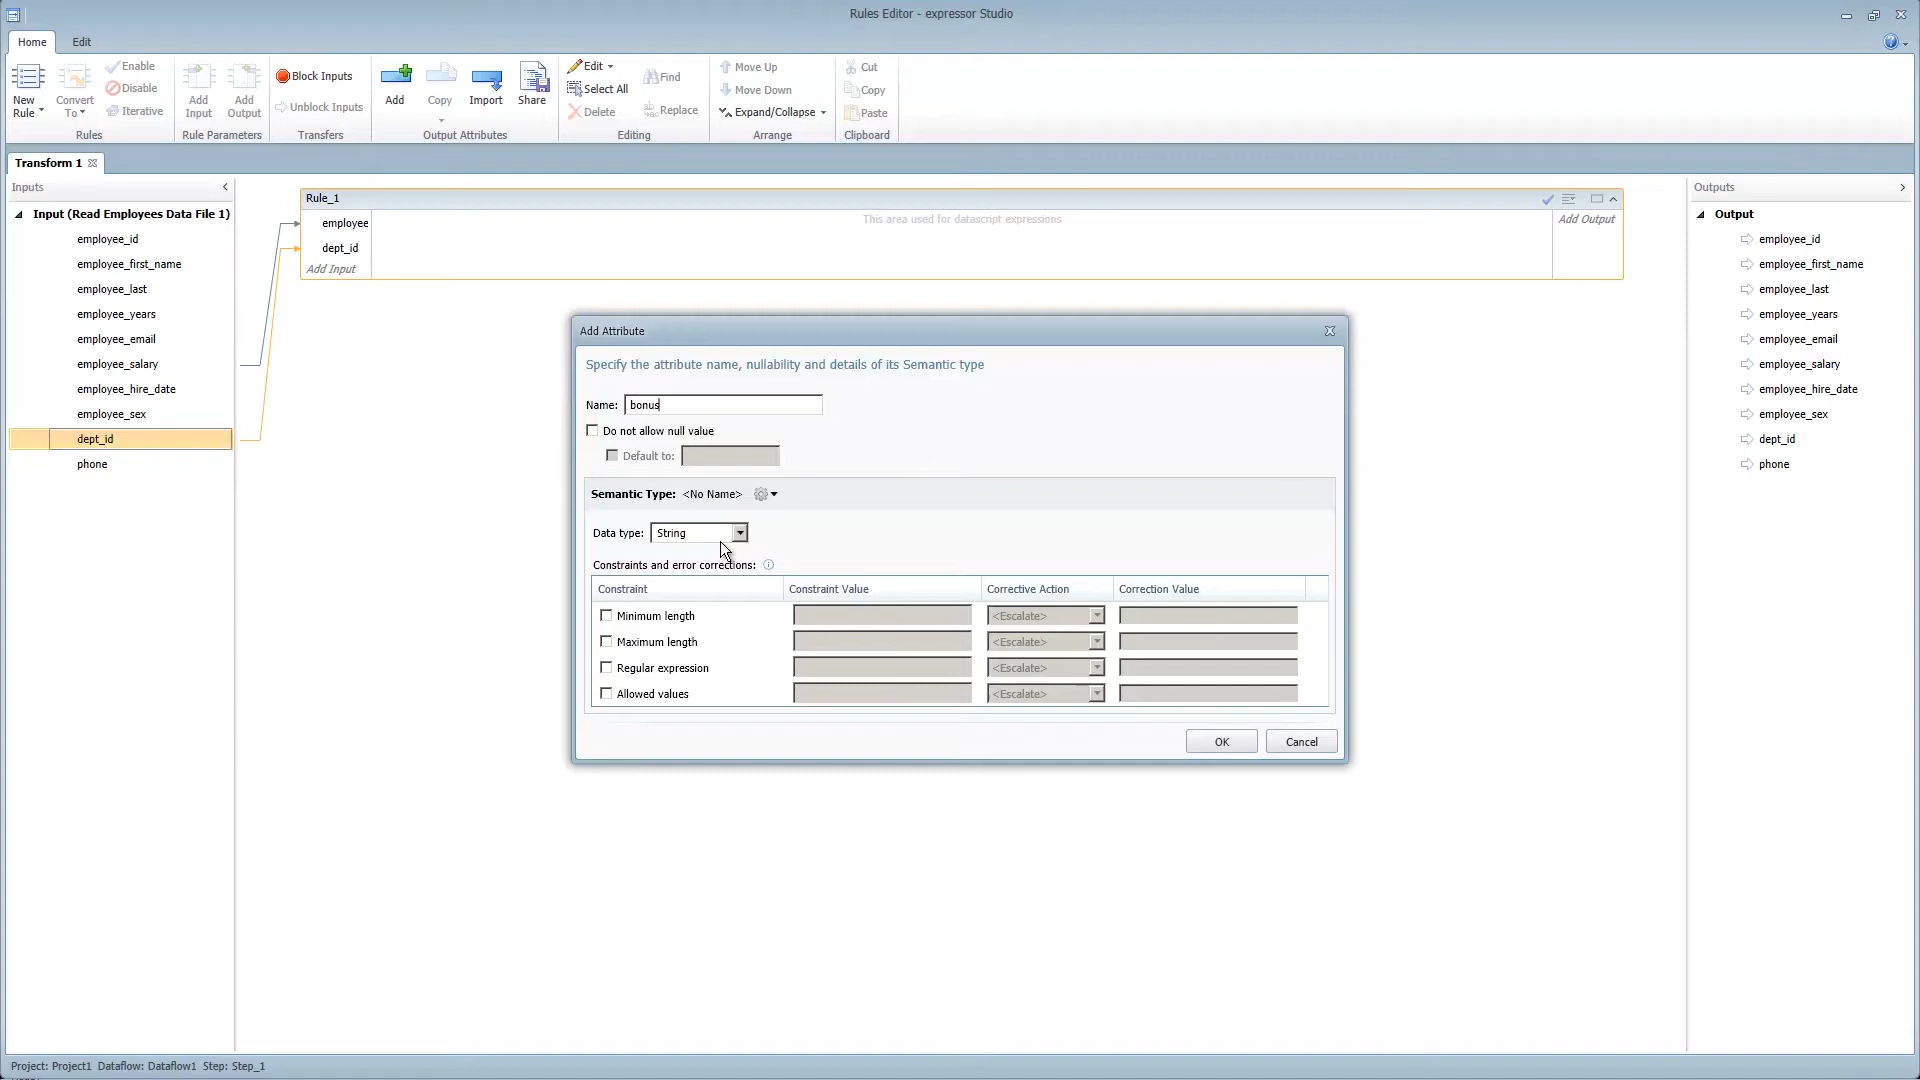 Rules Editor - expressor Studio
Home Edit
New Rule
Convert To
Enable
Disable
Iterative
Rules
Add Input
Add Output
Rule Parameters
Block Inputs
Unblock Inputs
Transfers
Add
Copy
Import
Share
Output Attributes
Edit
Select All
Delete
Find
Replace
Editing
Move Up
Move Down
Expand/Collapse
Arrange
Cut
Copy
Paste
Clipboard
Transform 1
Inputs
Input (Read Employees Data File 1)
employee_id
employee_first_name
employee_last
employee_years
employee_email
employee_salary
employee_hire_date
employee_sex
dept_id
phone
Rule_1
employee
dept_id
Add Input
This area used for datascript expressions
Add Output
Add Attribute
Specify the attribute name, nullability and details of its Semantic type
Name: bonus
Do not allow null value
Default to:
Semantic Type: <No Name>
Data type: String
Constraints and error corrections:
Constraint Constraint Value Corrective Action Correction Value
Minimum length <Escalate>
Maximum length <Escalate>
Regular expression <Escalate>
Allowed values <Escalate>
OK Cancel
Outputs
Output
employee_id
employee_first_name
employee_last
employee_years
employee_email
employee_salary
employee_hire_date
employee_sex
dept_id
phone
Project: Project1 Dataflow: Dataflow1 Step: Step_1